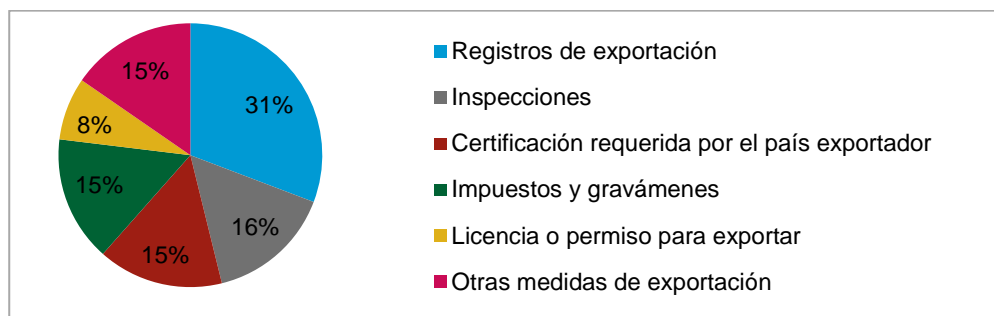 31%
16%
15%
15%
8%
15%
Registros de exportación
Inspecciones
Certificación requerida por el país exportador
Impuestos y gravámenes
Licencia o permiso para exportar
Otras medidas de exportación